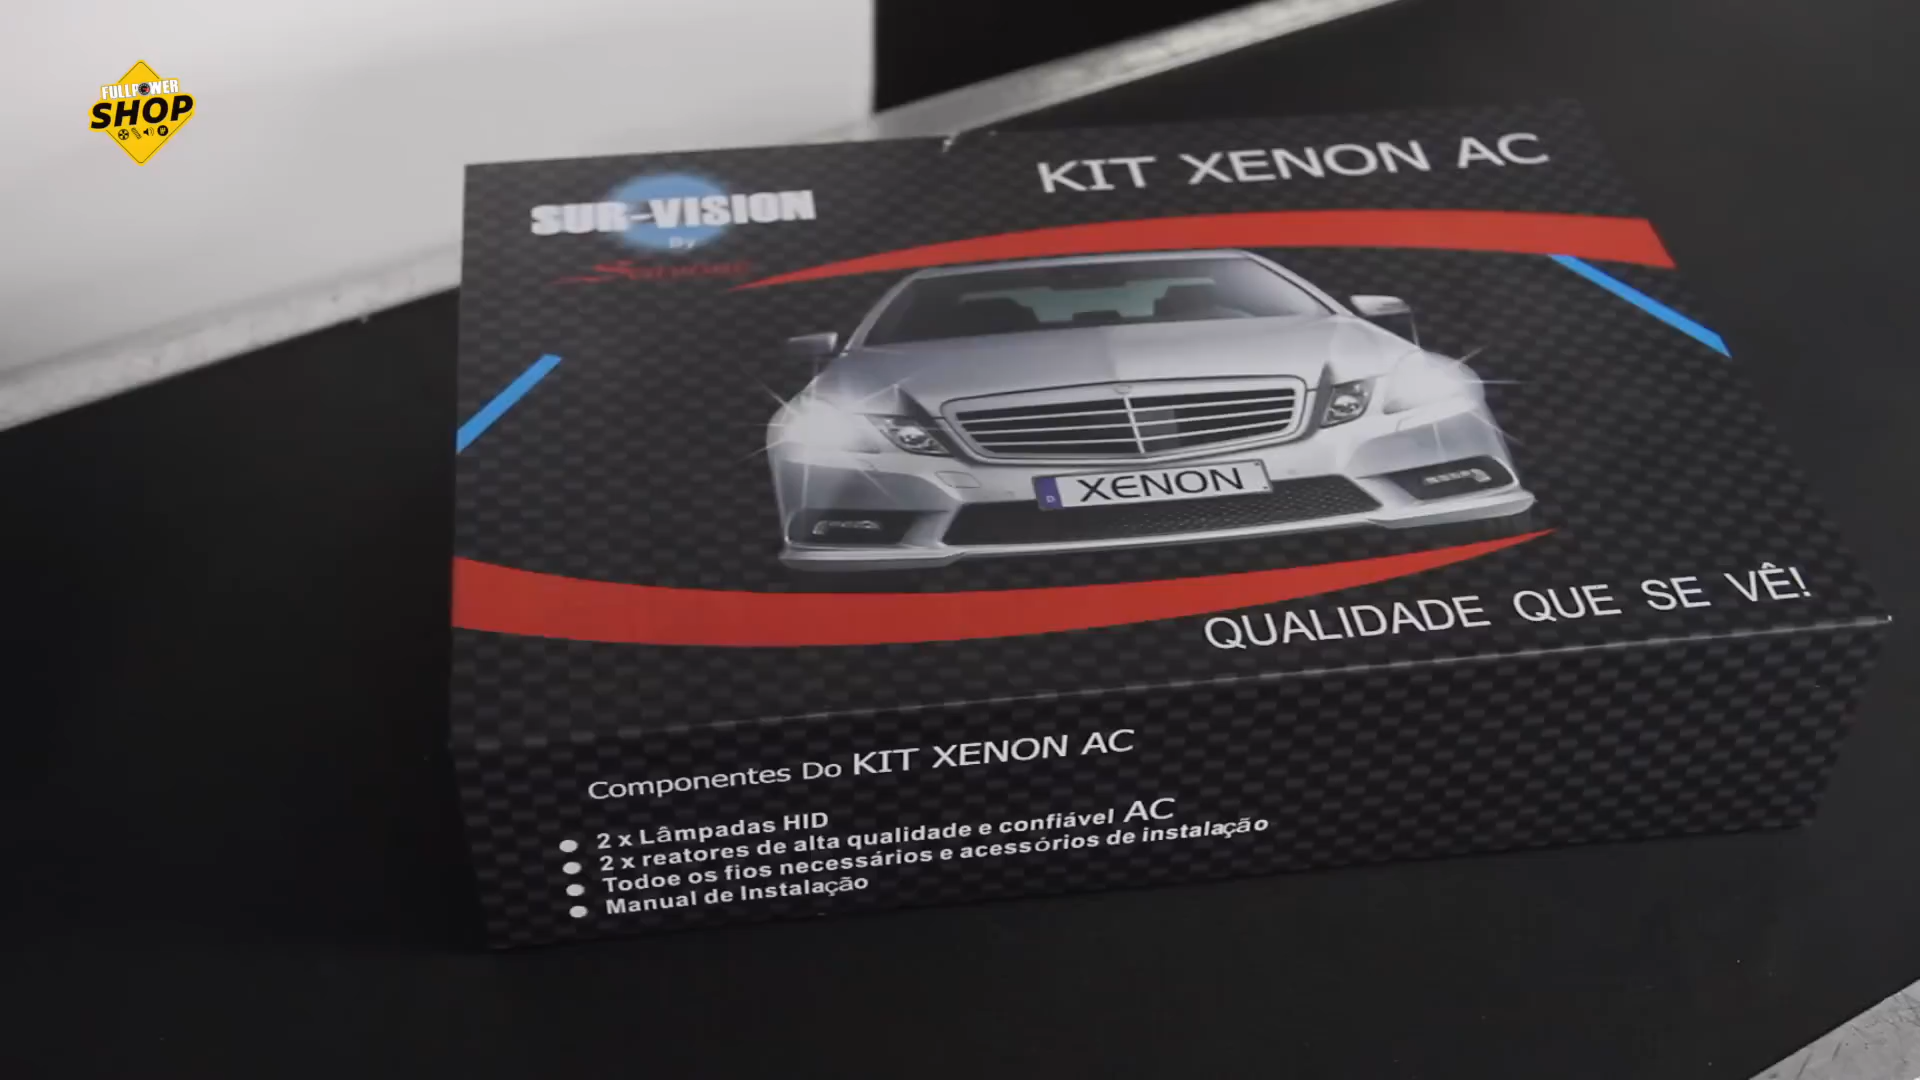 FULLPOWER
SHOP
KIT XENON AC
SUR-VISION
By
D XENON
QUALIDADE QUE SE VÊ!
Componentes Do KIT XENON AC
2 x Lâmpadas HID
2 x reatores de alta qualidade e confiável AC
Todoe os fios necessários e acessórios de instalação
Manual de Instalação